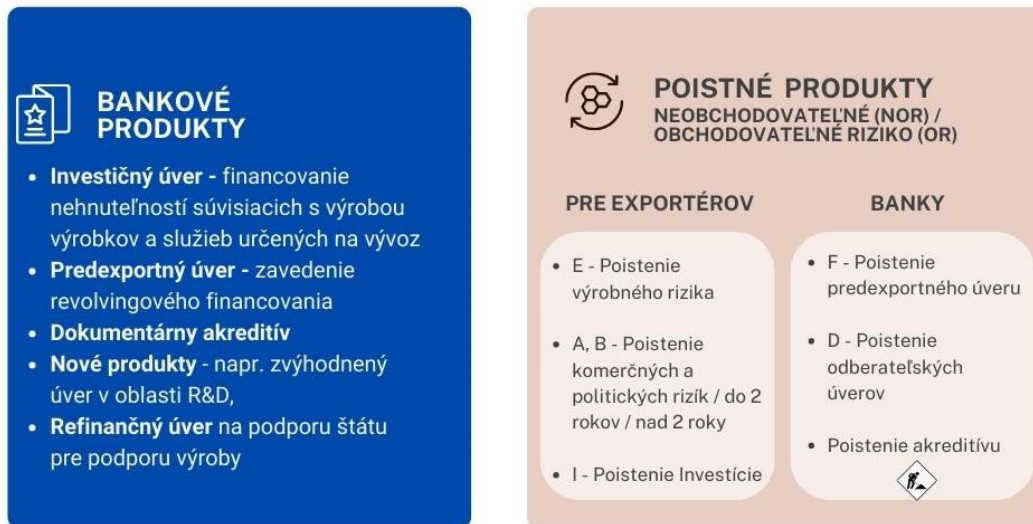 BANKOVÉ
PRODUKTY
• Investičný úver - financovanie
nehnuteľností súvisiacich s výrobou
výrobkov a služieb určených na vývoz
• Predexportný úver - zavedenie
revolvingového financovania
• Dokumentárny akreditív
• Nové produkty - napr. zvýhodnený
úver v oblasti R&D,
• Refinančný úver na podporu štátu
pre podporu výroby
POISTNÉ PRODUKTY
NEOBCHODOVATEĽNÉ (NOR) /
OBCHODOVATEĽNÉ RIZIKO (OR)
PRE EXPORTÉROV
• E - Poistenie
výrobného rizika
• A, B - Poistenie
komerčných a
politických rizík / do 2
rokov / nad 2 roky
• I - Poistenie Investície
BANKY
• F - Poistenie
predexportného úveru
• D - Poistenie
odberateľských
úverov
• Poistenie akreditívu